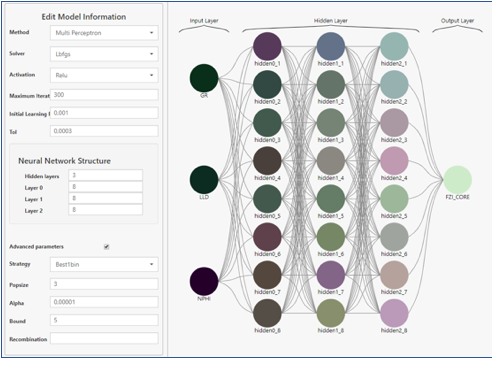 Edit Model Information
Method Multi Perceptron
Solver Lbfgs
Activation Relu
Maximum Iterat 300
Initial Learning 0.001
Tol 0.0003
Neural Network Structure
Hidden layers 3
Layer 0 8
Layer 1 8
Layer 2 8
Advanced parameters
Strategy Best1bin
Popsize 3
Alpha 0.00001
Bound 5
Recombination
Input Layer Hidden Layer Output Layer
hidden0_1 hidden1_1 hidden2_1
GR
hidden0_2 hidden1_2 hidden2_2
hidden0_3 hidden1_3 hidden2_3
hidden0_4 hidden1_4 hidden2_4
LLD FZI_CORE
hidden0_5 hidden1_5 hidden2_5
hidden0_6 hidden1_6 hidden2_6
NPHI
hidden0_7 hidden1_7 hidden2_7
hidden0_8 hidden1_8 hidden2_8